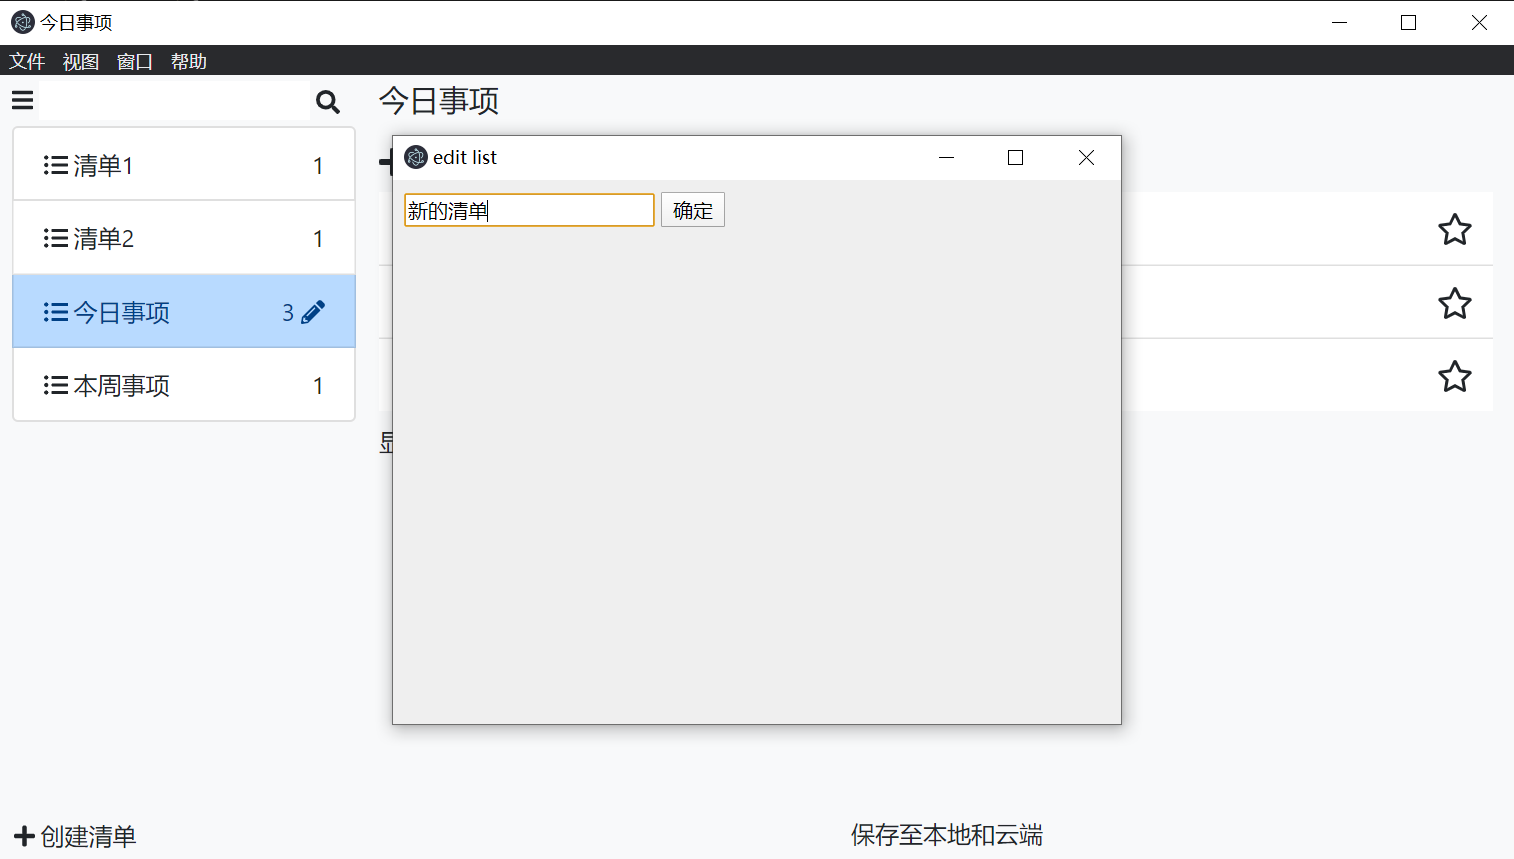 今日事项
文件 视图 窗口 帮助
今日事项
清单1 1
清单2 1
今日事项 3
本周事项 1
edit list
新的清单 确定
显
创建清单
保存至本地和云端